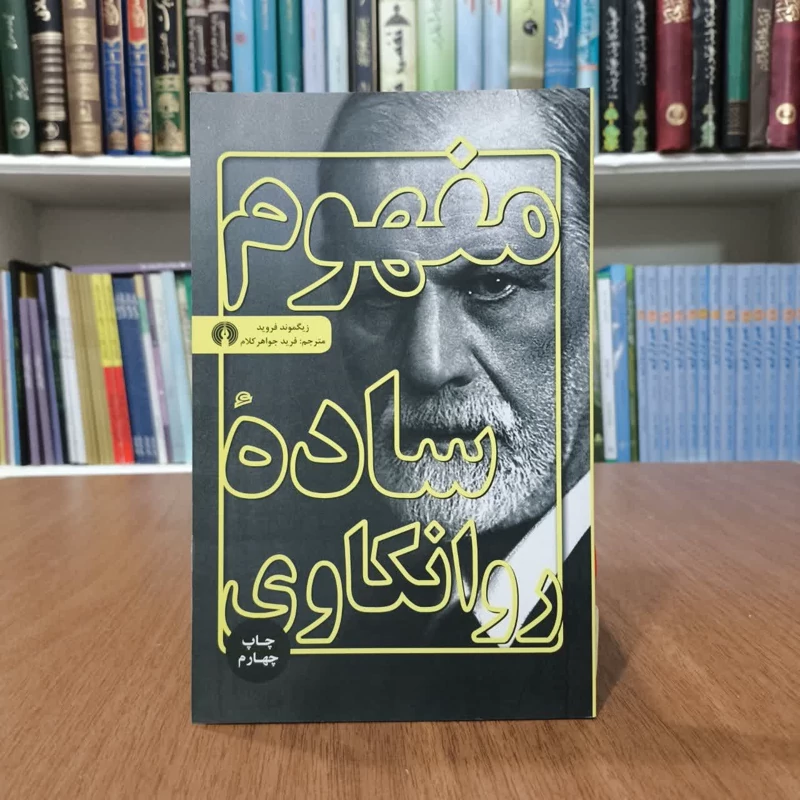 مفهوم
زیگموند فروید
مترجم: فرید جواهرکلام
سادهٔ
روانکاوی
چاپ
چهارم